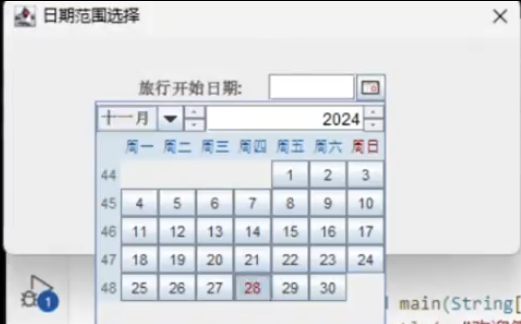 日期范围选择
旅行开始日期:
十一月 2024
周一 周二 周三 周四 周五 周六 周日
44 1 2 3
45 4 5 6 7 8 9 10
46 11 12 13 14 15 16 17
47 18 19 20 21 22 23 24
48 25 26 27 28 29 30
1
main(String[